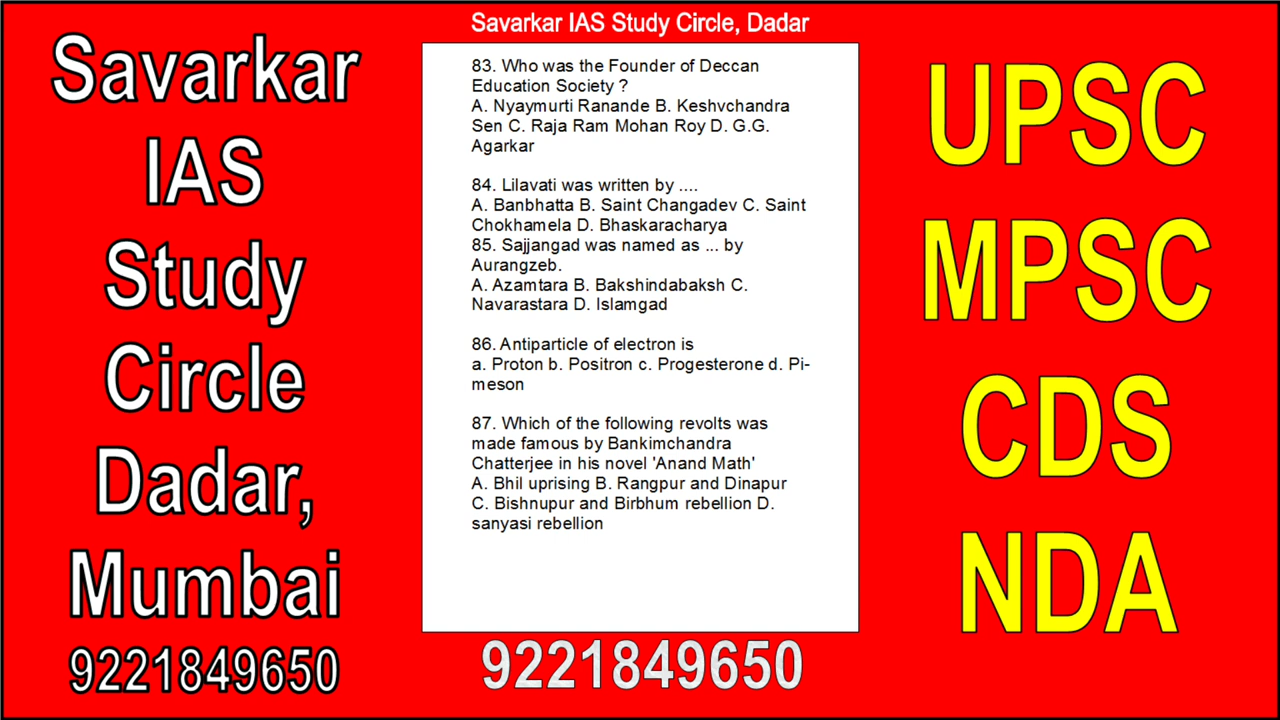 Savarkar
IAS
Study
Circle
Dadar,
Mumbai
9221849650
Savarkar IAS Study Circle, Dadar
83. Who was the Founder of Deccan
Education Society ?
A. Nyaymurti Ranande B. Keshvchandra
Sen C. Raja Ram Mohan Roy D. G.G.
Agarkar
84. Lilavati was written by ....
A. Banbhatta B. Saint Changadev C. Saint
Chokhamela D. Bhaskaracharya
85. Sajjangad was named as ... by
Aurangzeb.
A. Azamtara B. Bakshindabaksh C.
Navarastara D. Islamgad
86. Antiparticle of electron is
a. Proton b. Positron c. Progesterone d. Pi-
meson
87. Which of the following revolts was
made famous by Bankimchandra
Chatterjee in his novel 'Anand Math'
A. Bhil uprising B. Rangpur and Dinapur
C. Bishnupur and Birbhum rebellion D.
sanyasi rebellion
9221849650
UPSC
MPSC
CDS
NDA